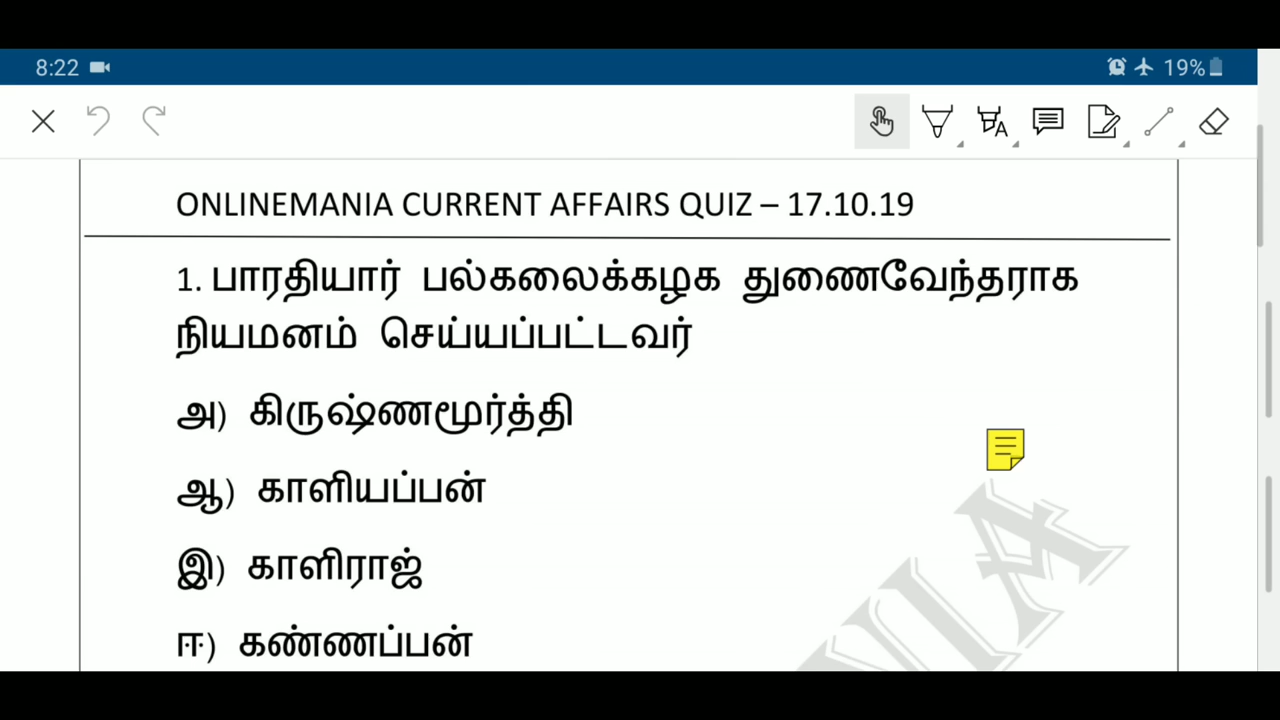 8:22 19%
ONLINEMANIA CURRENT AFFAIRS QUIZ – 17.10.19
1. பாரதியார் பல்கலைக்கழக துணைவேந்தராக
நியமனம் செய்யப்பட்டவர்
அ) கிருஷ்ணமூர்த்தி
ஆ) காளியப்பன்
இ) காளிராஜ்
ஈ) கண்ணப்பன்